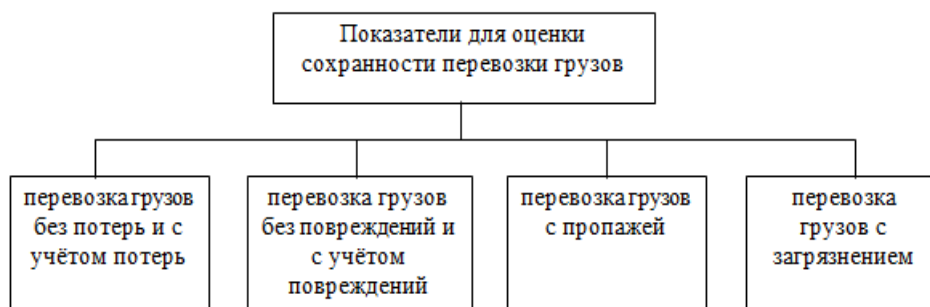 Показатели для оценки
сохранности перевозки грузов
перевозка грузов
без потерь и с
учётом потерь
перевозка грузов
без повреждений и
с учётом
повреждений
перевозка грузов
с пропажей
перевозка
грузов с
загрязнением